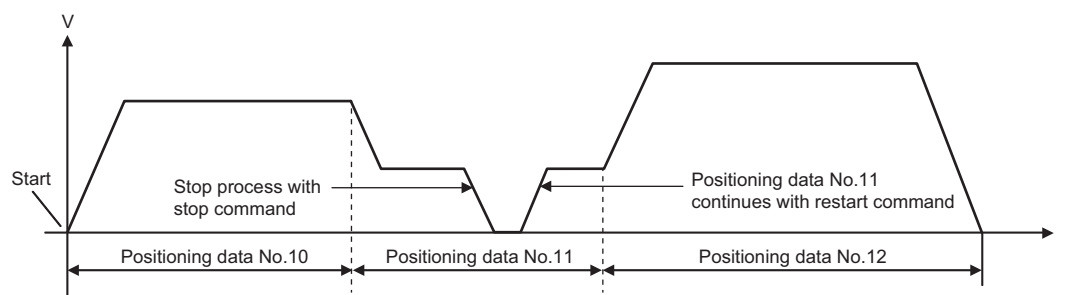 V
Start
Stop process with
stop command
Positioning data No.11
continues with restart command
Positioning data No.10
Positioning data No.11
Positioning data No.12